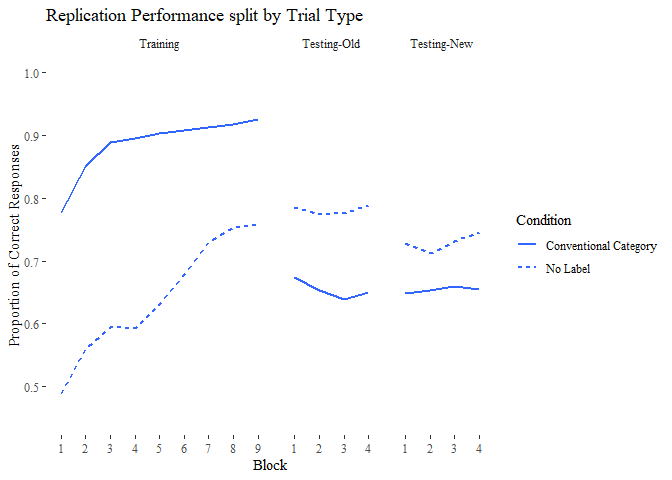 Replication Performance split by Trial Type
Training Testing-Old Testing-New
Proportion of Correct Responses
1.0
0.9
0.8
0.7
0.6
0.5
1 2 3 4 5 6 7 8 9 1 2 3 4 1 2 3 4
Block
Condition
Conventional Category
No Label